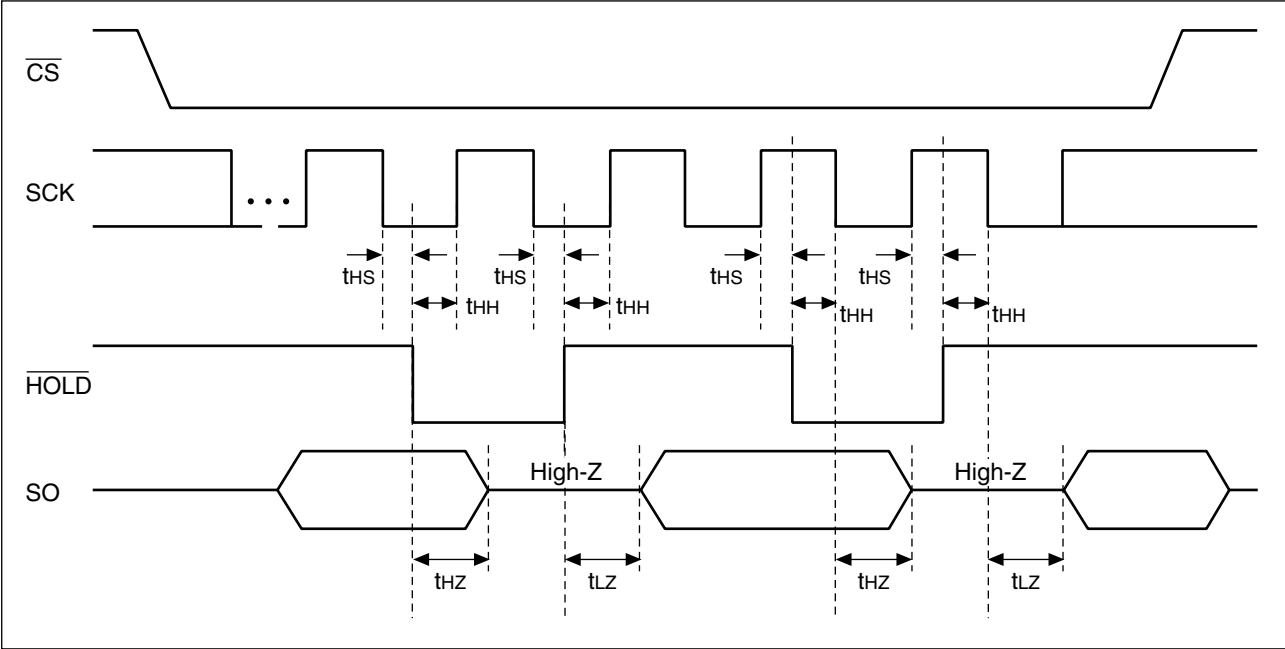 CS
SCK
. . .
tHS
tHS
tHS
tHS
tHH
tHH
tHH
tHH
HOLD
High-Z
High-Z
SO
tHZ
tLZ
tHZ
tLZ